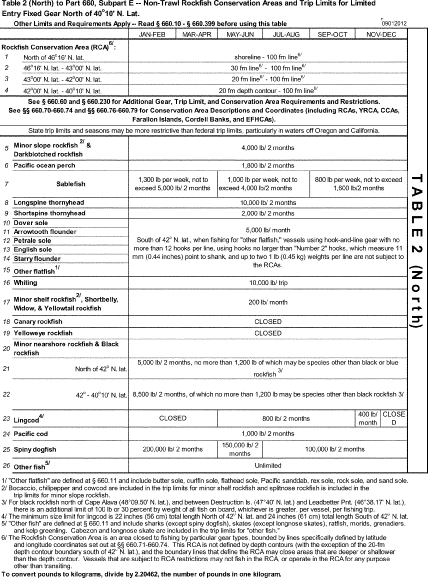 Table 2 (North) to Part 660, Subpart E -- Non-Trawl Rockfish Conservation Areas and Trip Limits for Limited
Entry Fixed Gear North of 40°10' N. Lat.
Other Limits and Requirements Apply -- Read § 660.10 - § 660.399 before using this table
09012012
JAN-FEB MAR-APR MAY-JUN JUL-AUG SEP-OCT NOV-DEC
Rockfish Conservation Area (RCA)6/:
1 North of 46°16' N. lat. shoreline - 100 fm line6/
2 46°16' N. lat. - 43°00' N. lat. 30 fm line6/ - 100 fm line6/
3 43°00' N. lat. - 42°00' N. lat. 20 fm line6/ - 100 fm line6/
4 42°00' N. lat. - 40°10' N. lat. 20 fm depth contour - 100 fm line6/
See § 660.60 and § 660.230 for Additional Gear, Trip Limit, and Conservation Area Requirements and Restrictions.
See §§ 660.70-660.74 and §§ 660.76-660.79 for Conservation Area Descriptions and Coordinates (including RCAs, YRCA, CCAs,
Farallon Islands, Cordell Banks, and EFHCAs).
State trip limits and seasons may be more restrictive than federal trip limits, particularly in waters off Oregon and California.
5 Minor slope rockfish 2/ &
Darkblotched rockfish 4,000 lb/ 2 months
6 Pacific ocean perch 1,800 lb/ 2 months
7 Sablefish 1,300 lb per week, not to
exceed 5,000 lb/ 2 months 1,000 lb per week, not to
exceed 4,000 lb/ 2 months 800 lb per week, not to exceed
1,600 lb/2 months
8 Longspine thornyhead 10,000 lb/ 2 months
9 Shortspine thornyhead 2,000 lb/ 2 months
10 Dover sole
11 Arrowtooth flounder
12 Petrale sole
13 English sole
14 Starry flounder
15 Other flatfish1/
5,000 lb/ month
South of 42° N. lat., when fishing for "other flatfish," vessels using hook-and-line gear with no
more than 12 hooks per line, using hooks no larger than "Number 2" hooks, which measure 11
mm (0.44 inches) point to shank, and up to two 1 lb (0.45 kg) weights per line are not subject to
the RCAs.
16 Whiting 10,000 lb/ trip
17 Minor shelf rockfish2/, Shortbelly,
Widow, & Yellowtail rockfish 200 lb/ month
18 Canary rockfish CLOSED
19 Yelloweye rockfish CLOSED
20 Minor nearshore rockfish & Black
rockfish
21 North of 42° N. lat. 5,000 lb/ 2 months, no more than 1,200 lb of which may be species other than black or blue
rockfish 3/
22 42° - 40°10' N. lat. 8,500 lb/ 2 months, of which no more than 1,200 lb may be species other than black rockfish 3/
23 Lingcod4/ CLOSED 800 lb/ 2 months 400 lb/
month CLOSE
D
24 Pacific cod 1,000 lb/ 2 months
25 Spiny dogfish 200,000 lb/ 2 months 150,000 lb/
2 months 100,000 lb/ 2 months
26 Other fish5/ Unlimited
TABLE 2 (North)
1/ "Other flatfish" are defined at § 660.11 and include butter sole, curlfin sole, flathead sole, Pacific sanddab, rex sole, rock sole, and sand sole.
2/ Bocaccio, chilipepper and cowcod are included in the trip limits for minor shelf rockfish and splitnose rockfish is included in the
trip limits for minor slope rockfish.
3/ For black rockfish north of Cape Alava (48°09.50' N. lat.), and between Destruction Is. (47°40' N. lat.) and Leadbetter Pnt. (46°38.17' N. lat.),
there is an additional limit of 100 lb or 30 percent by weight of all fish on board, whichever is greater, per vessel, per fishing trip.
4/ The minimum size limit for lingcod is 22 inches (56 cm) total length North of 42° N. lat. and 24 inches (61 cm) total length South of 42° N. lat.
5/ "Other fish" are defined at § 660.11 and include sharks (except spiny dogfish), skates (except longnose skates), ratfish, morids, grenadiers,
and kelp greenling. Cabezon and longnose skate are included in the trip limits for "other fish."
6/ The Rockfish Conservation Area is an area closed to fishing by particular gear types, bounded by lines specifically defined by latitude
and longitude coordinates set out at §§ 660.71-660.74. This RCA is not defined by depth contours (with the exception of the 20-fm
depth contour boundary south of 42° N. lat.), and the boundary lines that define the RCA may close areas that are deeper or shallower
than the depth contour. Vessels that are subject to RCA restrictions may not fish in the RCA, or operate in the RCA for any purpose
other than transiting.
To convert pounds to kilograms, divide by 2.20462, the number of pounds in one kilogram.